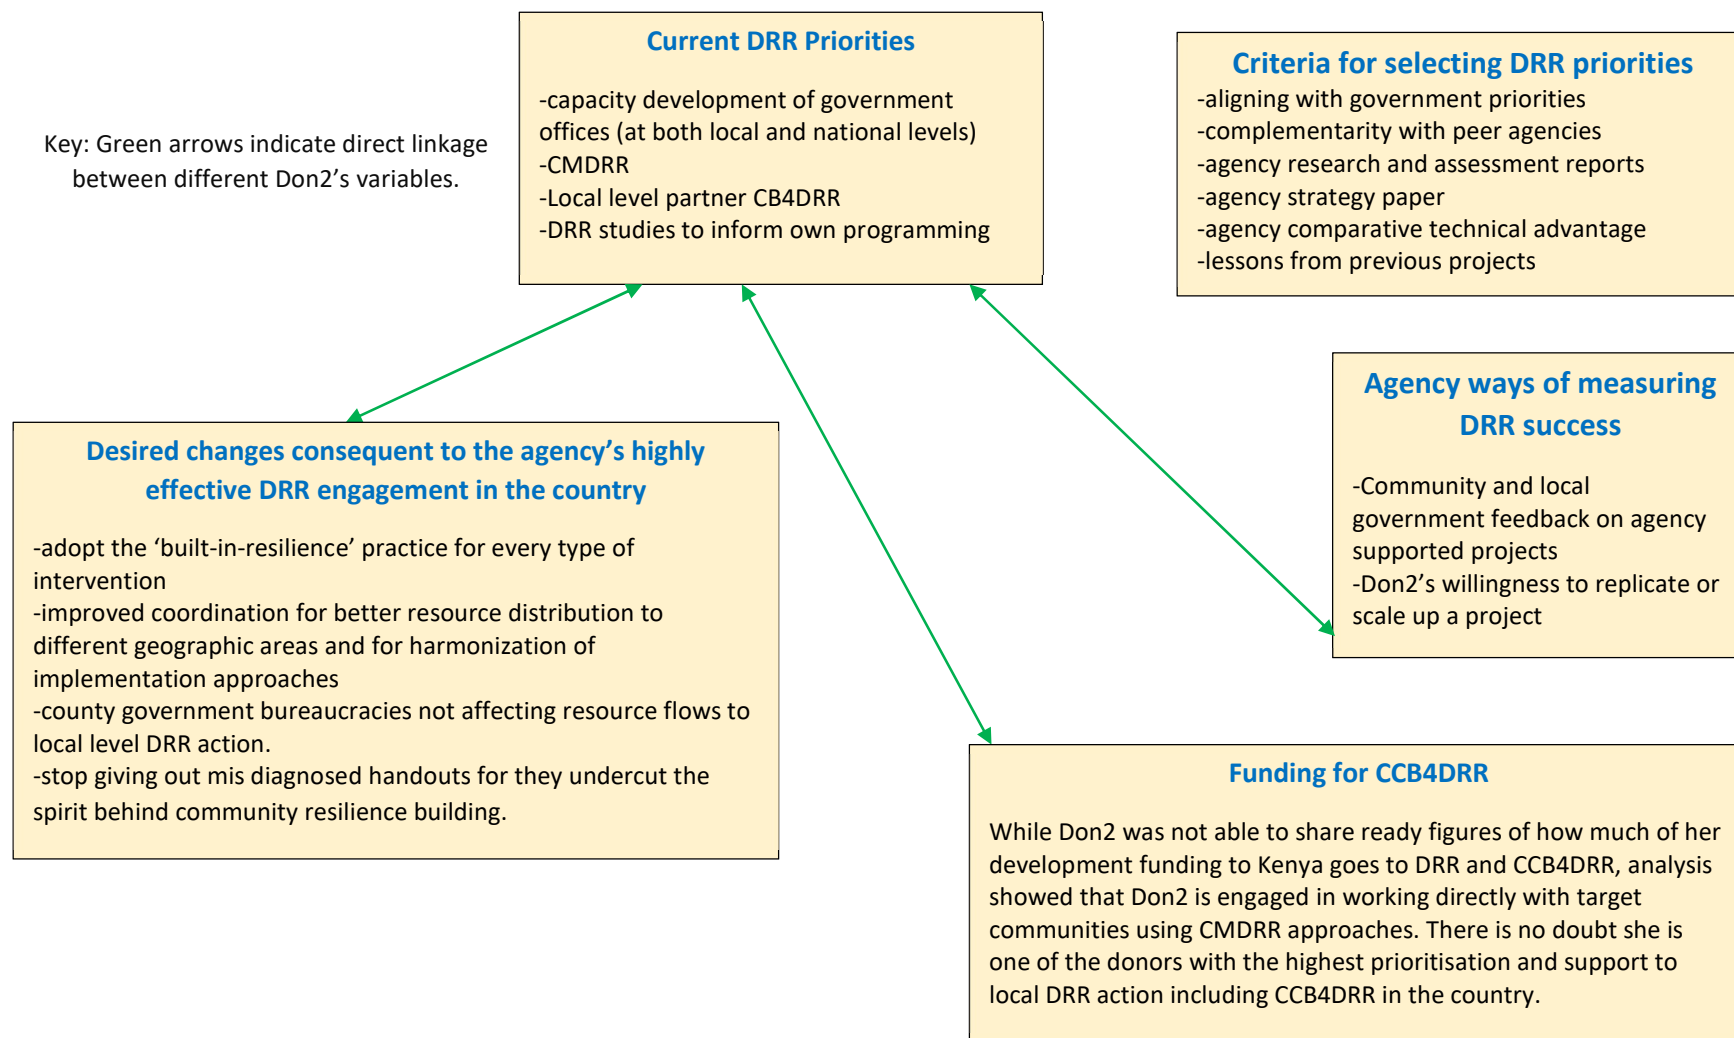 Key: Green arrows indicate direct linkage
between different Don2’s variables.
Current DRR Priorities
-capacity development of government
offices (at both local and national levels)
-CMDRR
-Local level partner CB4DRR
-DRR studies to inform own programming
Criteria for selecting DRR priorities
-aligning with government priorities
-complementarity with peer agencies
-agency research and assessment reports
-agency strategy paper
-agency comparative technical advantage
-lessons from previous projects
Desired changes consequent to the agency’s highly
effective DRR engagement in the country
-adopt the ‘built-in-resilience’ practice for every type of
intervention
-improved coordination for better resource distribution to
different geographic areas and for harmonization of
implementation approaches
-county government bureaucracies not affecting resource flows to
local level DRR action.
-stop giving out mis diagnosed handouts for they undercut the
spirit behind community resilience building.
Agency ways of measuring
DRR success
-Community and local
government feedback on agency
supported projects
-Don2’s willingness to replicate or
scale up a project
Funding for CCB4DRR
While Don2 was not able to share ready figures of how much of her
development funding to Kenya goes to DRR and CCB4DRR, analysis
showed that Don2 is engaged in working directly with target
communities using CMDRR approaches. There is no doubt she is
one of the donors with the highest prioritisation and support to
local DRR action including CCB4DRR in the country.